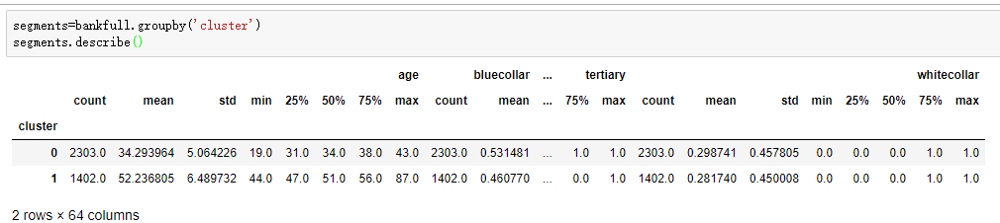 segments=bankfull.groupby('cluster')
segments.describe()
age bluecollar ... tertiary whitecollar
count mean std min 25% 50% 75% max count mean ... 75% max count mean std min 25% 50% 75% max
cluster
0 2303.0 34.293964 5.064226 19.0 31.0 34.0 38.0 43.0 2303.0 0.531481 ... 1.0 1.0 2303.0 0.298741 0.457805 0.0 0.0 0.0 1.0 1.0
1 1402.0 52.236805 6.489732 44.0 47.0 51.0 56.0 87.0 1402.0 0.460770 ... 0.0 1.0 1402.0 0.281740 0.450008 0.0 0.0 0.0 1.0 1.0
2 rows × 64 columns